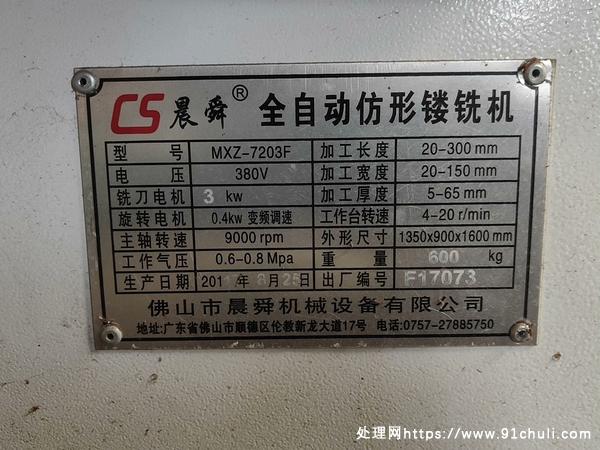 CS 晨舜® 全自动仿形镂铣机
型 号 MXZ-7203F 加工长度 20-300 mm
电 压 380V 加工宽度 20-150 mm
铣刀电机 3 kw 加工厚度 5-65 mm
旋转电机 0.4kw 变频调速 工作台转速 4-20 r/min
主轴转速 9000 rpm 外形尺寸 1350x900x1600 mm
工作气压 0.6-0.8 Mpa 重 量 600 kg
生产日期 201 年 8 月 25 日 出厂编号 F17073
佛山市晨舜机械设备有限公司
地址:广东省佛山市顺德区伦教新龙大道17号 电话:0757-27885750
处理网https://www.91chuli.com/